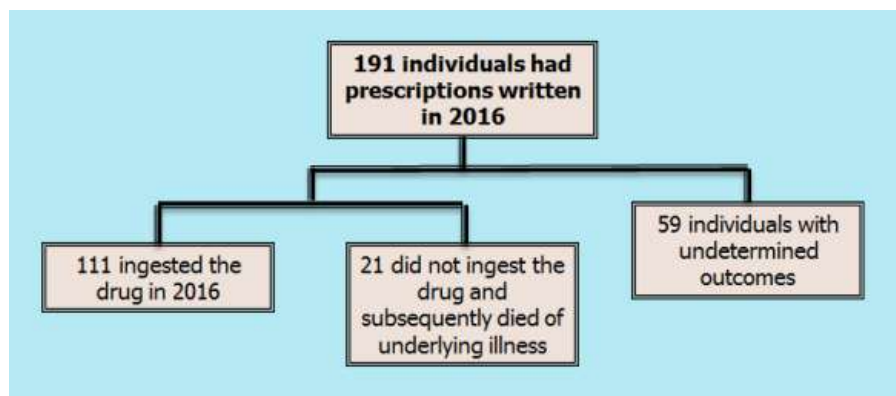 191 individuals had
prescriptions written
in 2016
111 ingested the
drug in 2016
21 did not ingest the
drug and
subsequently died of
underlying illness
59 individuals with
undetermined
outcomes